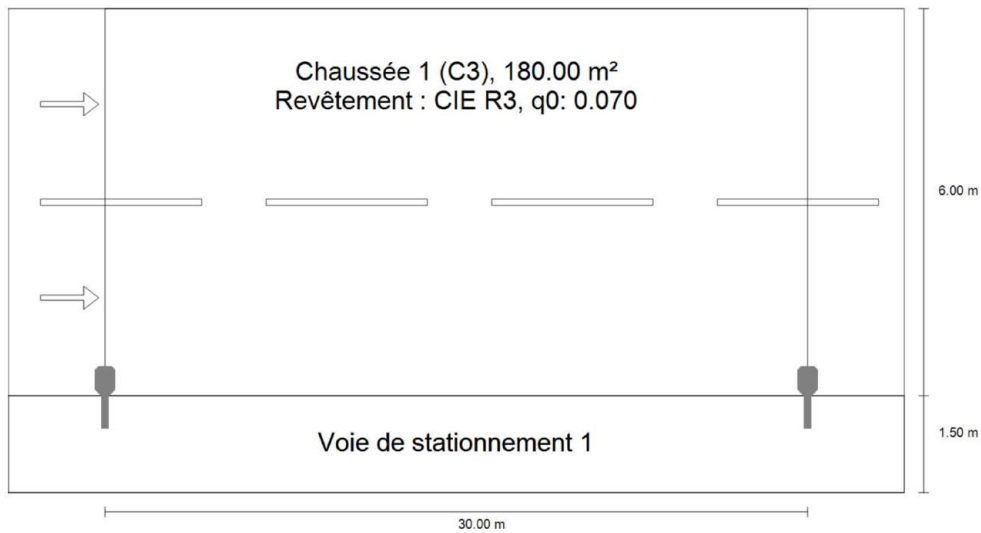 Chaussée 1 (C3), 180.00 m²
Revêtement : CIE R3, q0: 0.070
6.00 m
Voie de stationnement 1
1.50 m
30.00 m